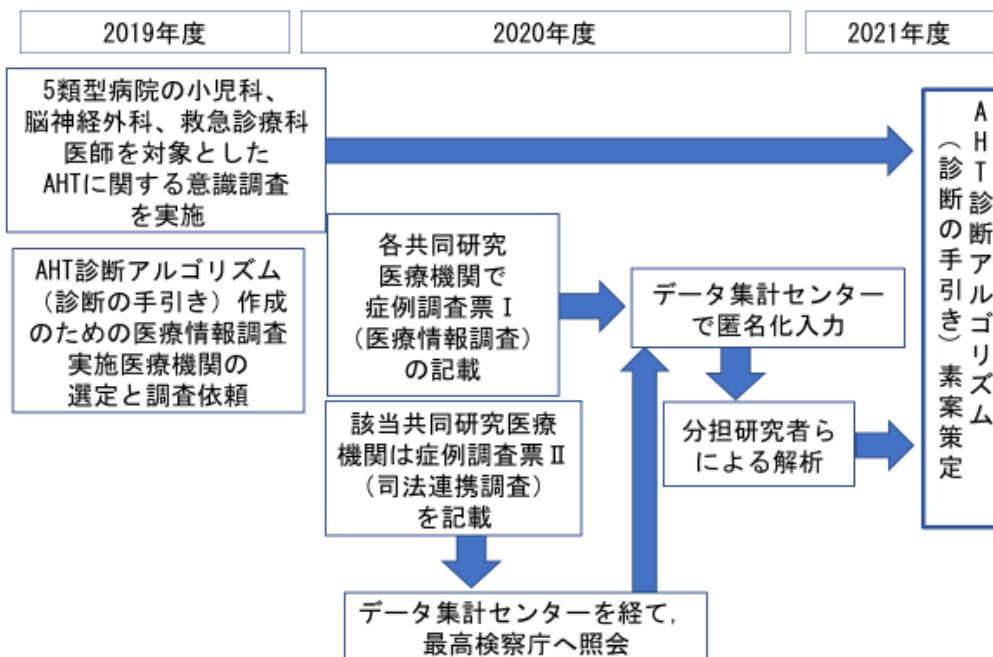 2019年度
2020年度
2021年度
5類型病院の小児科、
脳神経外科、救急診療科
医師を対象とした
AHTに関する意識調査
を実施
AHT診断アルゴリズム
（診断の手引き）作成
のための医療情報調査
実施医療機関の
選定と調査依頼
各共同研究
医療機関で
症例調査票Ⅰ
（医療情報調査）
の記載
該当共同研究医療
機関は症例調査票Ⅱ
（司法連携調査）
を記載
データ集計センターを経て,
最高検察庁へ照会
データ集計センター
で匿名化入力
分担研究者ら
による解析
AHT診断アルゴリズム
（診断の手引き）素案策定